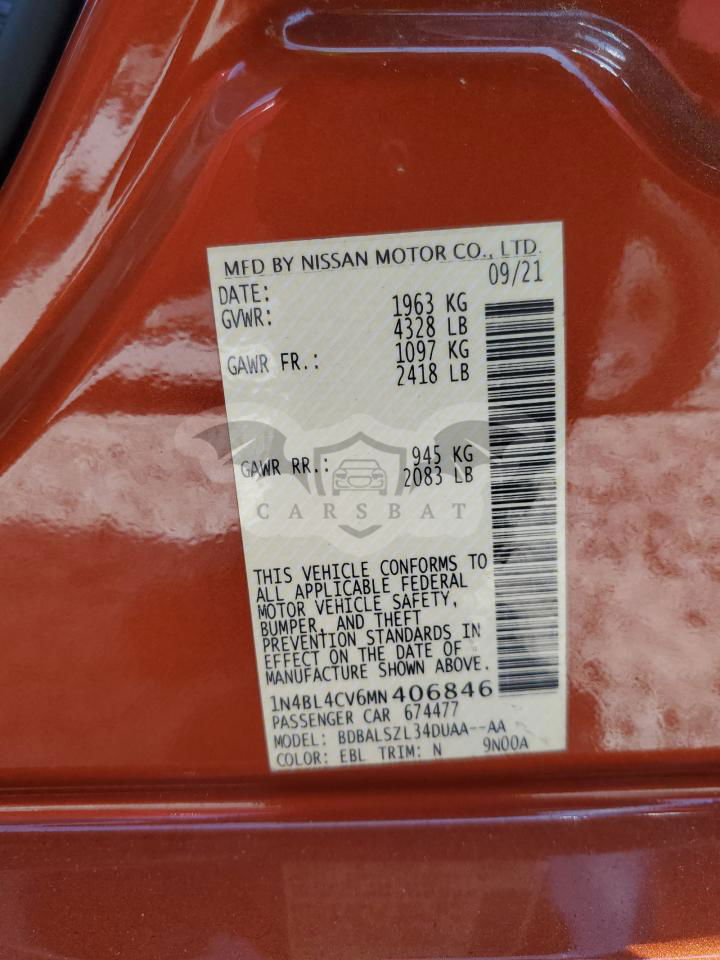 MFD BY NISSAN MOTOR CO., LTD.
DATE: 09/21
GVWR: 1963 KG
4328 LB
GAWR FR.: 1097 KG
2418 LB
GAWR RR.: 945 KG
2083 LB
CARSBAT
THIS VEHICLE CONFORMS TO
ALL APPLICABLE FEDERAL
MOTOR VEHICLE SAFETY,
BUMPER, AND THEFT
PREVENTION STANDARDS IN
EFFECT ON THE DATE OF
MANUFACTURE SHOWN ABOVE.
1N4BL4CV6MN406846
PASSENGER CAR 674477
MODEL: BDBALSZL34DUAA--AA
COLOR: EBL TRIM: N 9N00A